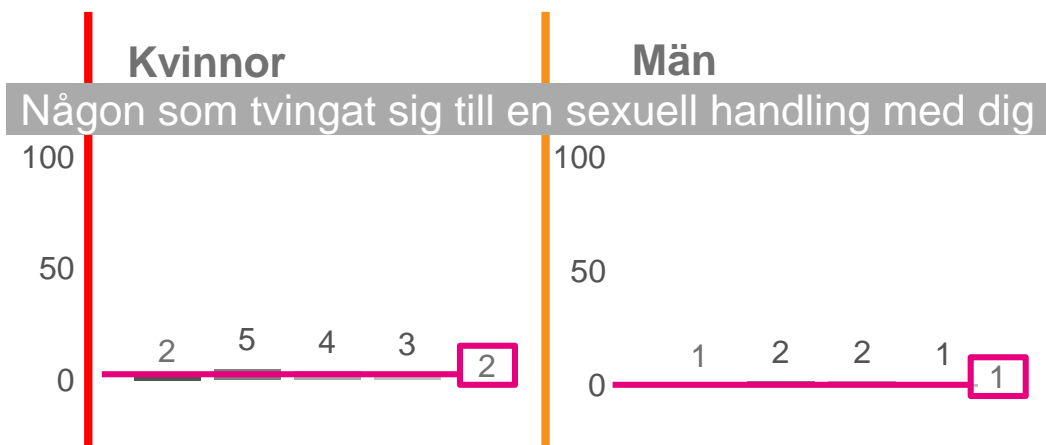 Kvinnor Män
Någon som tvingat sig till en sexuell handling med dig
100 100
50 50
2 5 4 3 2 1 2 2 1 1
0 0